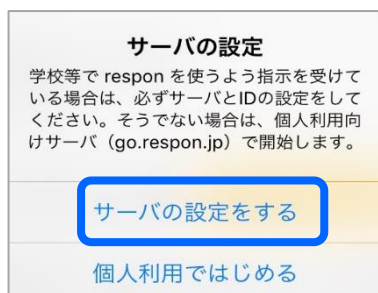 サーバの設定
学校等で respon を使うよう指示を受けて
いる場合は、必ずサーバとIDの設定をして
ください。そうでない場合は、個人利用向
けサーバ（go.respon.jp）で開始します。
サーバの設定をする
個人利用ではじめる